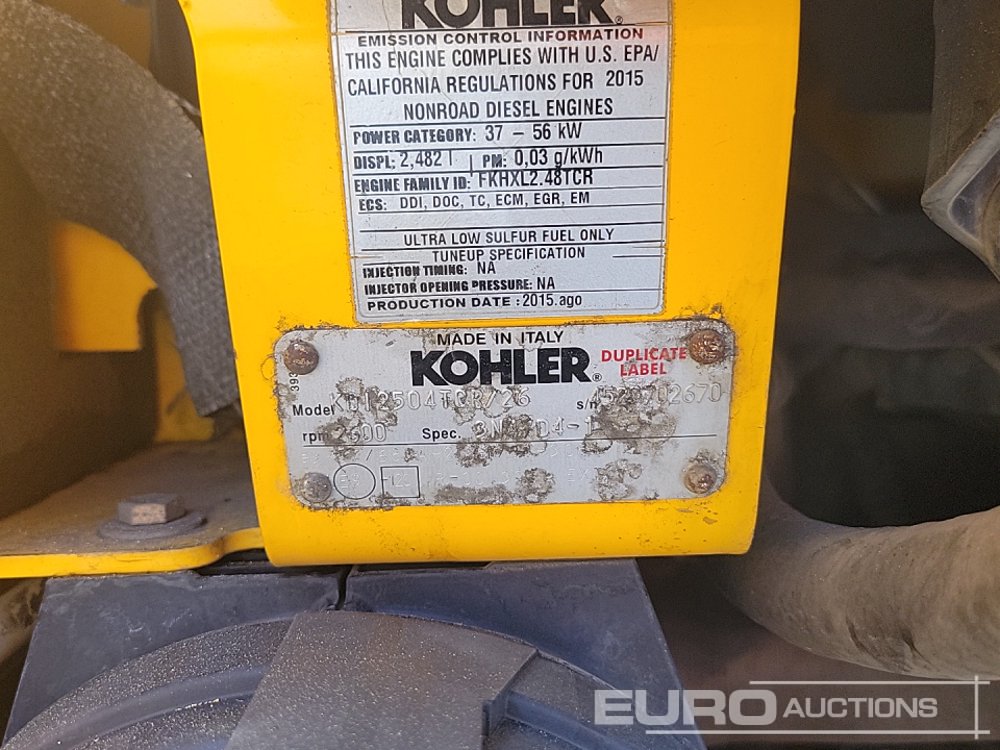 KOHLER
EMISSION CONTROL INFORMATION
THIS ENGINE COMPLIES WITH U.S. EPA/
CALIFORNIA REGULATIONS FOR 2015
NONROAD DIESEL ENGINES
POWER CATEGORY: 37 – 56 kW
DISPL: 2,482 l PM: 0,03 g/kWh
ENGINE FAMILY ID: FKHXL2.48TCR
ECS: DDI, DOC, TC, ECM, EGR, EM
ULTRA LOW SULFUR FUEL ONLY
TUNEUP SPECIFICATION
INJECTION TIMING: NA
INJECTOR OPENING PRESSURE: NA
PRODUCTION DATE : 2015.ago
MADE IN ITALY
KOHLER® DUPLICATE
LABEL
Model KDI2504TCR/26 s/n
rpm Spec.
EURO AUCTIONS